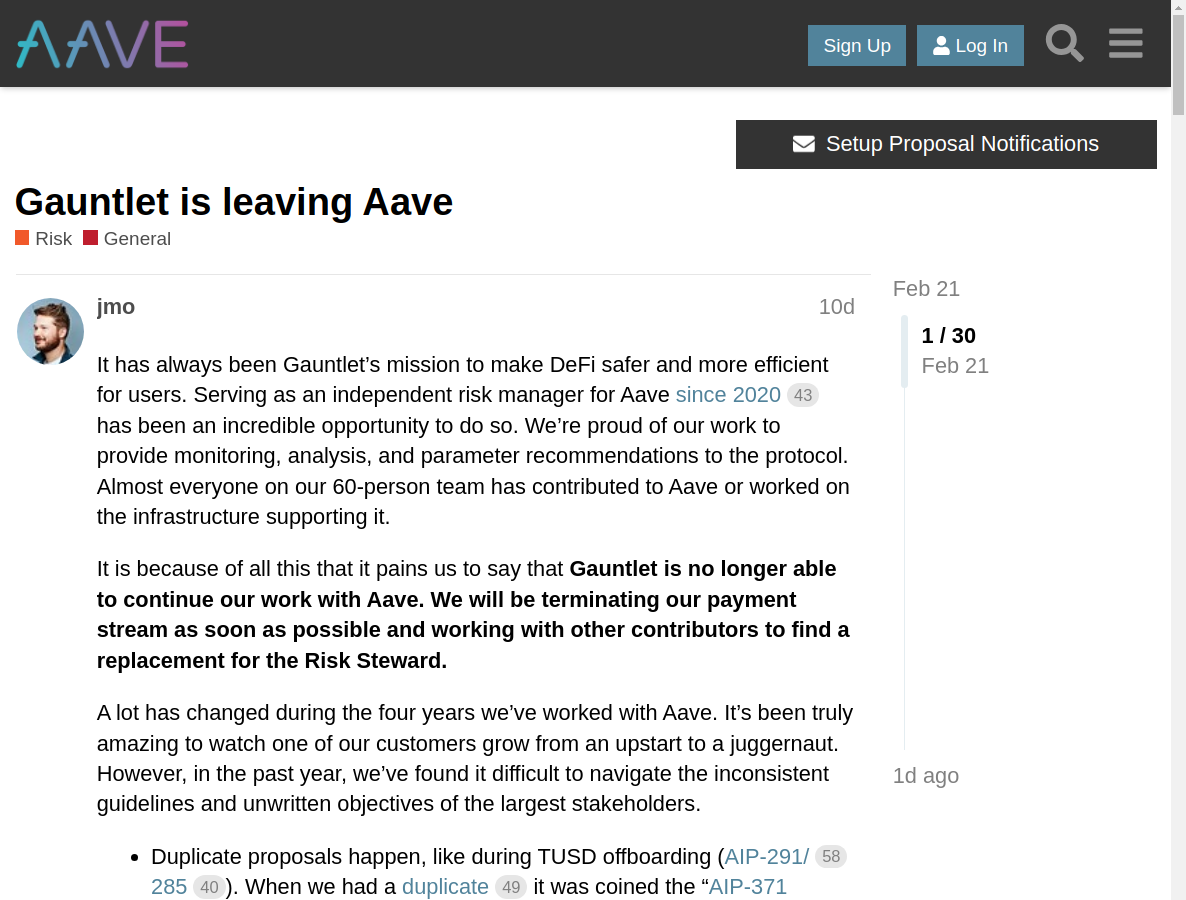 AAVE
Sign Up
Log In
Setup Proposal Notifications
Gauntlet is leaving Aave
Risk General
jmo 10d
It has always been Gauntlet’s mission to make DeFi safer and more efficient
for users. Serving as an independent risk manager for Aave since 2020 43
has been an incredible opportunity to do so. We’re proud of our work to
provide monitoring, analysis, and parameter recommendations to the protocol.
Almost everyone on our 60-person team has contributed to Aave or worked on
the infrastructure supporting it.
It is because of all this that it pains us to say that Gauntlet is no longer able
to continue our work with Aave. We will be terminating our payment
stream as soon as possible and working with other contributors to find a
replacement for the Risk Steward.
A lot has changed during the four years we’ve worked with Aave. It’s been truly
amazing to watch one of our customers grow from an upstart to a juggernaut.
However, in the past year, we’ve found it difficult to navigate the inconsistent
guidelines and unwritten objectives of the largest stakeholders.
• Duplicate proposals happen, like during TUSD offboarding (AIP-291/ 58
285 40). When we had a duplicate 49 it was coined the “AIP-371
Feb 21
1 / 30
Feb 21
1d ago